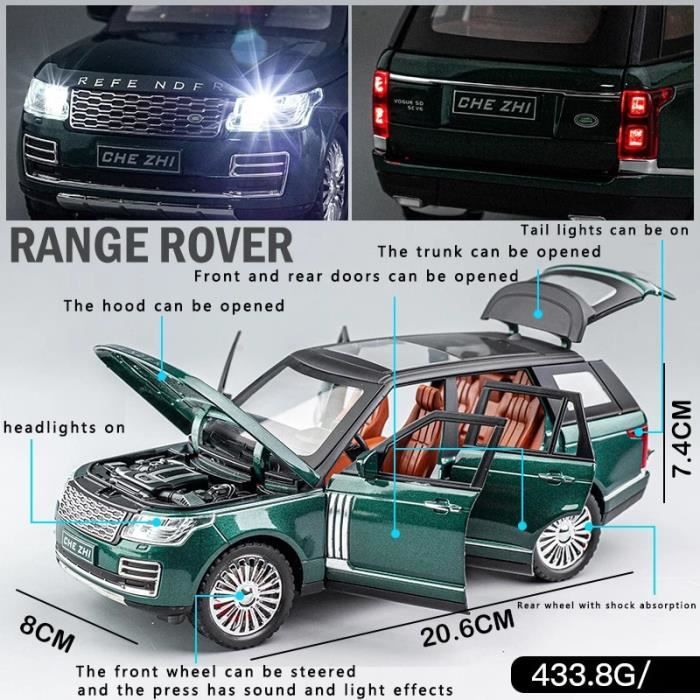 REFE NDFR
CHE ZHI
VOGUE SD
SCV6
CHE ZHI
RANGE ROVER
Tail lights can be on
The trunk can be opened
Front and rear doors can be opened
The hood can be opened
headlights on
7.4CM
CHE ZHI
Rear wheel with shock absorption
8CM
20.6CM
The front wheel can be steered
and the press has sound and light effects
433.8G/